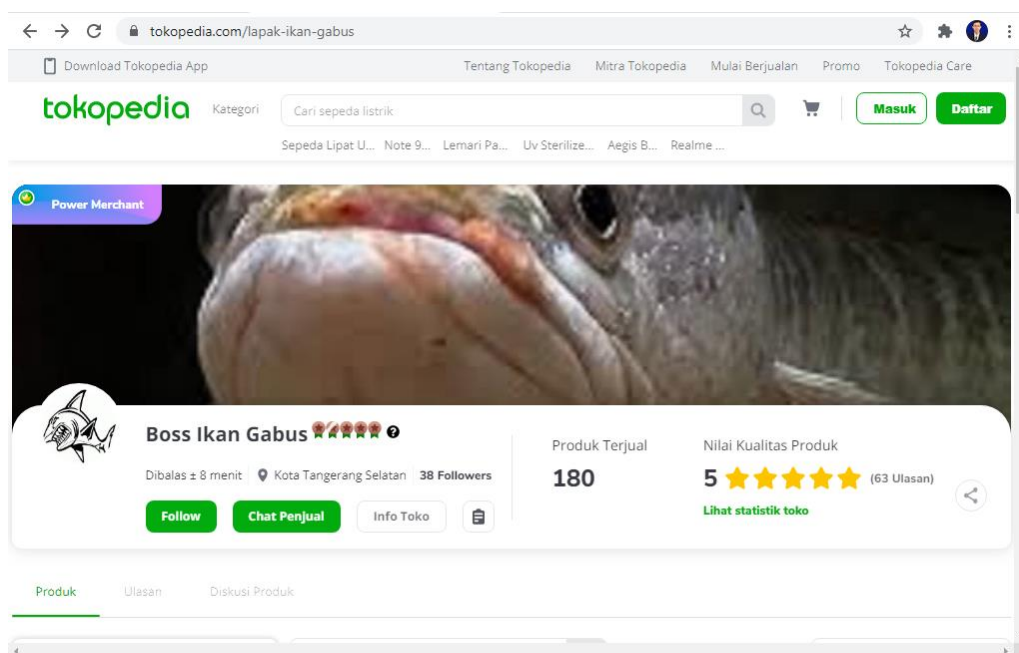 tokopedia.com/lapak-ikan-gabus
Download Tokopedia App Tentang Tokopedia Mitra Tokopedia Mulai Berjualan Promo Tokopedia Care
tokopedia Kategori Cari sepeda listrik Masuk Daftar
Sepeda Lipat U... Note 9... Lemari Pa... Uv Sterilize... Aegis B... Realme ...
Power Merchant
Boss Ikan Gabus
Dibalas ± 8 menit Kota Tangerang Selatan 38 Followers
Follow Chat Penjual Info Toko
Produk Terjual
180
Nilai Kualitas Produk
5 (63 Ulasan)
Lihat statistik toko
Produk Ulasan Diskusi Produk